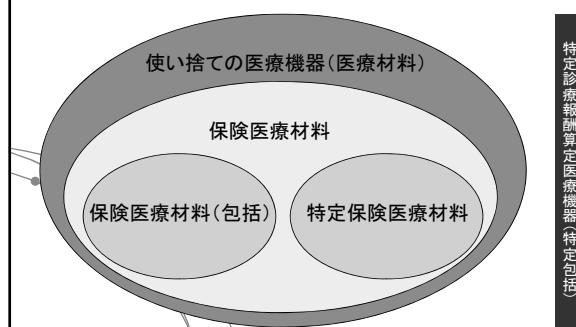 使い捨ての医療機器(医療材料)
保険医療材料
保険医療材料(包括)
特定保険医療材料
特定診療報酬算定医療機器(特定包括)